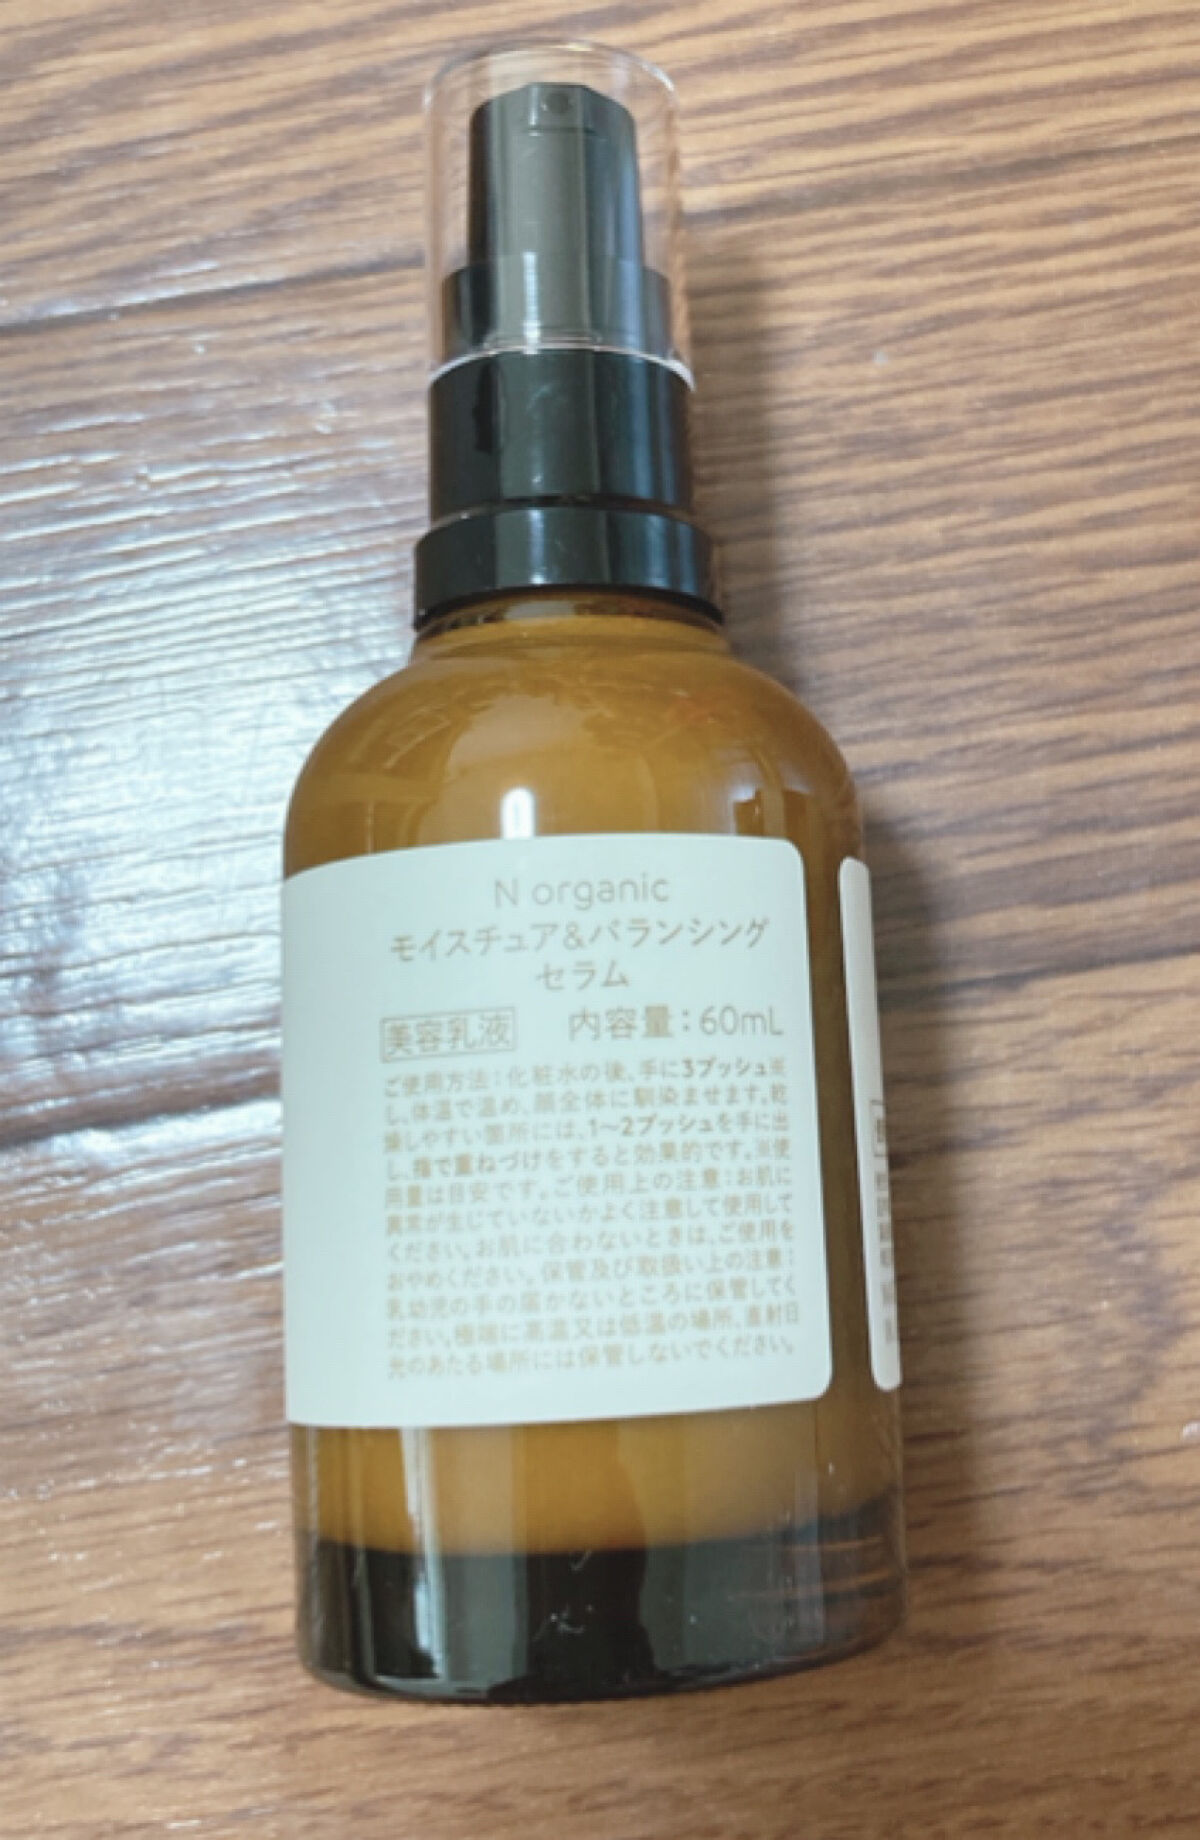 N organic
モイスチュア&バランシング
セラム
美容乳液 内容量：60mL
ご使用方法：化粧水の後、手に3プッシュ※
し、体温で温め、顔全体に馴染ませます。乾
燥しやすい箇所には、1〜2プッシュを手に出
し、指で重ねづけをすると効果的です。※使
用量は目安です。ご使用上の注意：お肌に
異常が生じていないかよく注意して使用して
ください。お肌に合わないときは、ご使用を
おやめください。保管及び取扱い上の注意：
乳幼児の手の届かないところに保管してく
ださい。極端に高温又は低温の場所、直射日
光のあたる場所には保管しないでください。